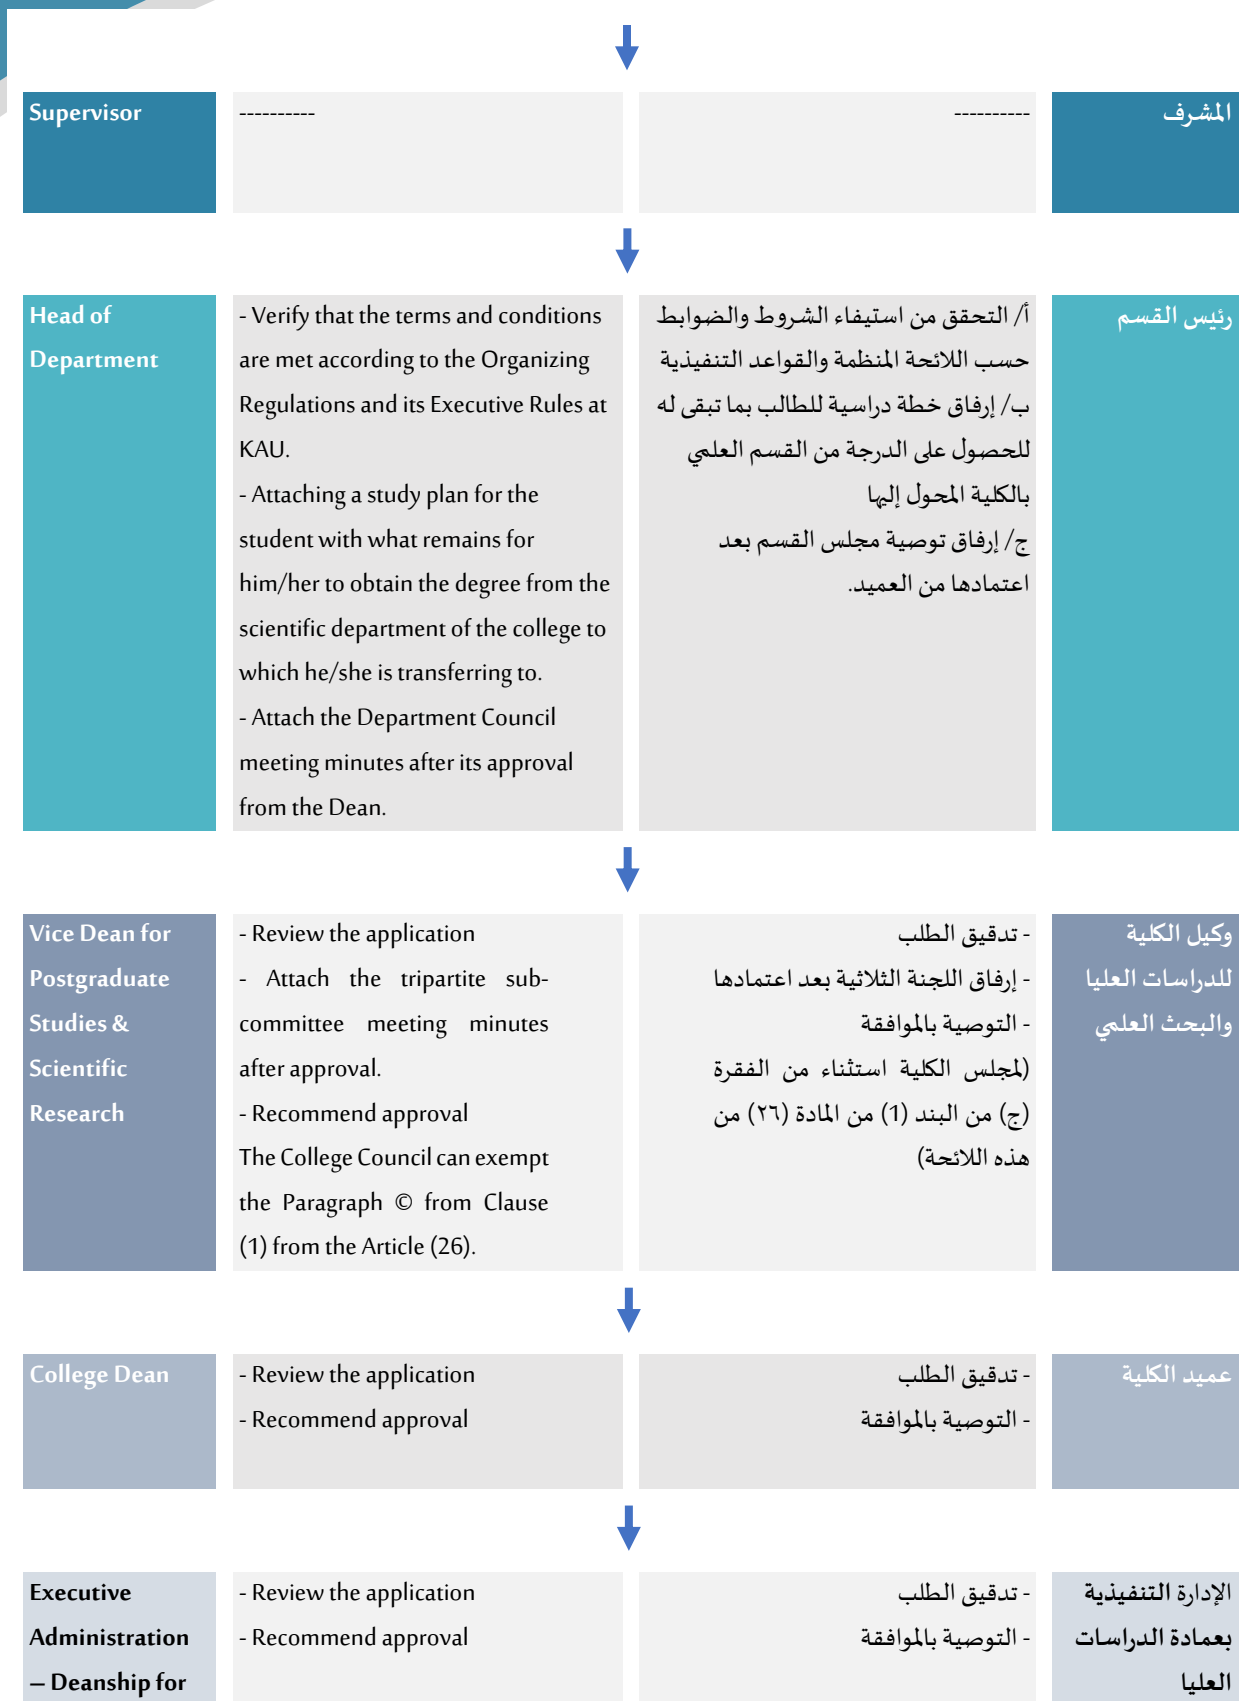 Supervisor
----------
----------
المشرف
Head of
Department
- Verify that the terms and conditions
are met according to the Organizing
Regulations and its Executive Rules at
KAU.
- Attaching a study plan for the
student with what remains for
him/her to obtain the degree from the
scientific department of the college to
which he/she is transferring to.
- Attach the Department Council
meeting minutes after its approval
from the Dean.
أ/ التحقق من استيفاء الشروط والضوابط
حسب اللائحة المنظمة والقواعد التنفيذية
ب/ إرفاق خطة دراسية للطالب بما تبقى له
للحصول على الدرجة من القسم العلمي
بالكلية المحول إليها
ج/ إرفاق توصية مجلس القسم بعد
اعتمادها من العميد.
رئيس القسم
Vice Dean for
Postgraduate
Studies &
Scientific
Research
- Review the application
- Attach the tripartite sub-
committee meeting minutes
after approval.
- Recommend approval
The College Council can exempt
the Paragraph © from Clause
(1) from the Article (26).
- تدقيق الطلب
- إرفاق اللجنة الثلاثية بعد اعتمادها
- التوصية بالموافقة
(لمجلس الكلية استثناء من الفقرة
(ج) من البند (1) من المادة (٢٦) من
هذه اللائحة)
وكيل الكلية
للدراسات العليا
والبحث العلمي
College Dean
- Review the application
- Recommend approval
- تدقيق الطلب
- التوصية بالموافقة
عميد الكلية
Executive
Administration
– Deanship for
- Review the application
- Recommend approval
- تدقيق الطلب
- التوصية بالموافقة
الإدارة التنفيذية
بعمادة الدراسات
العليا